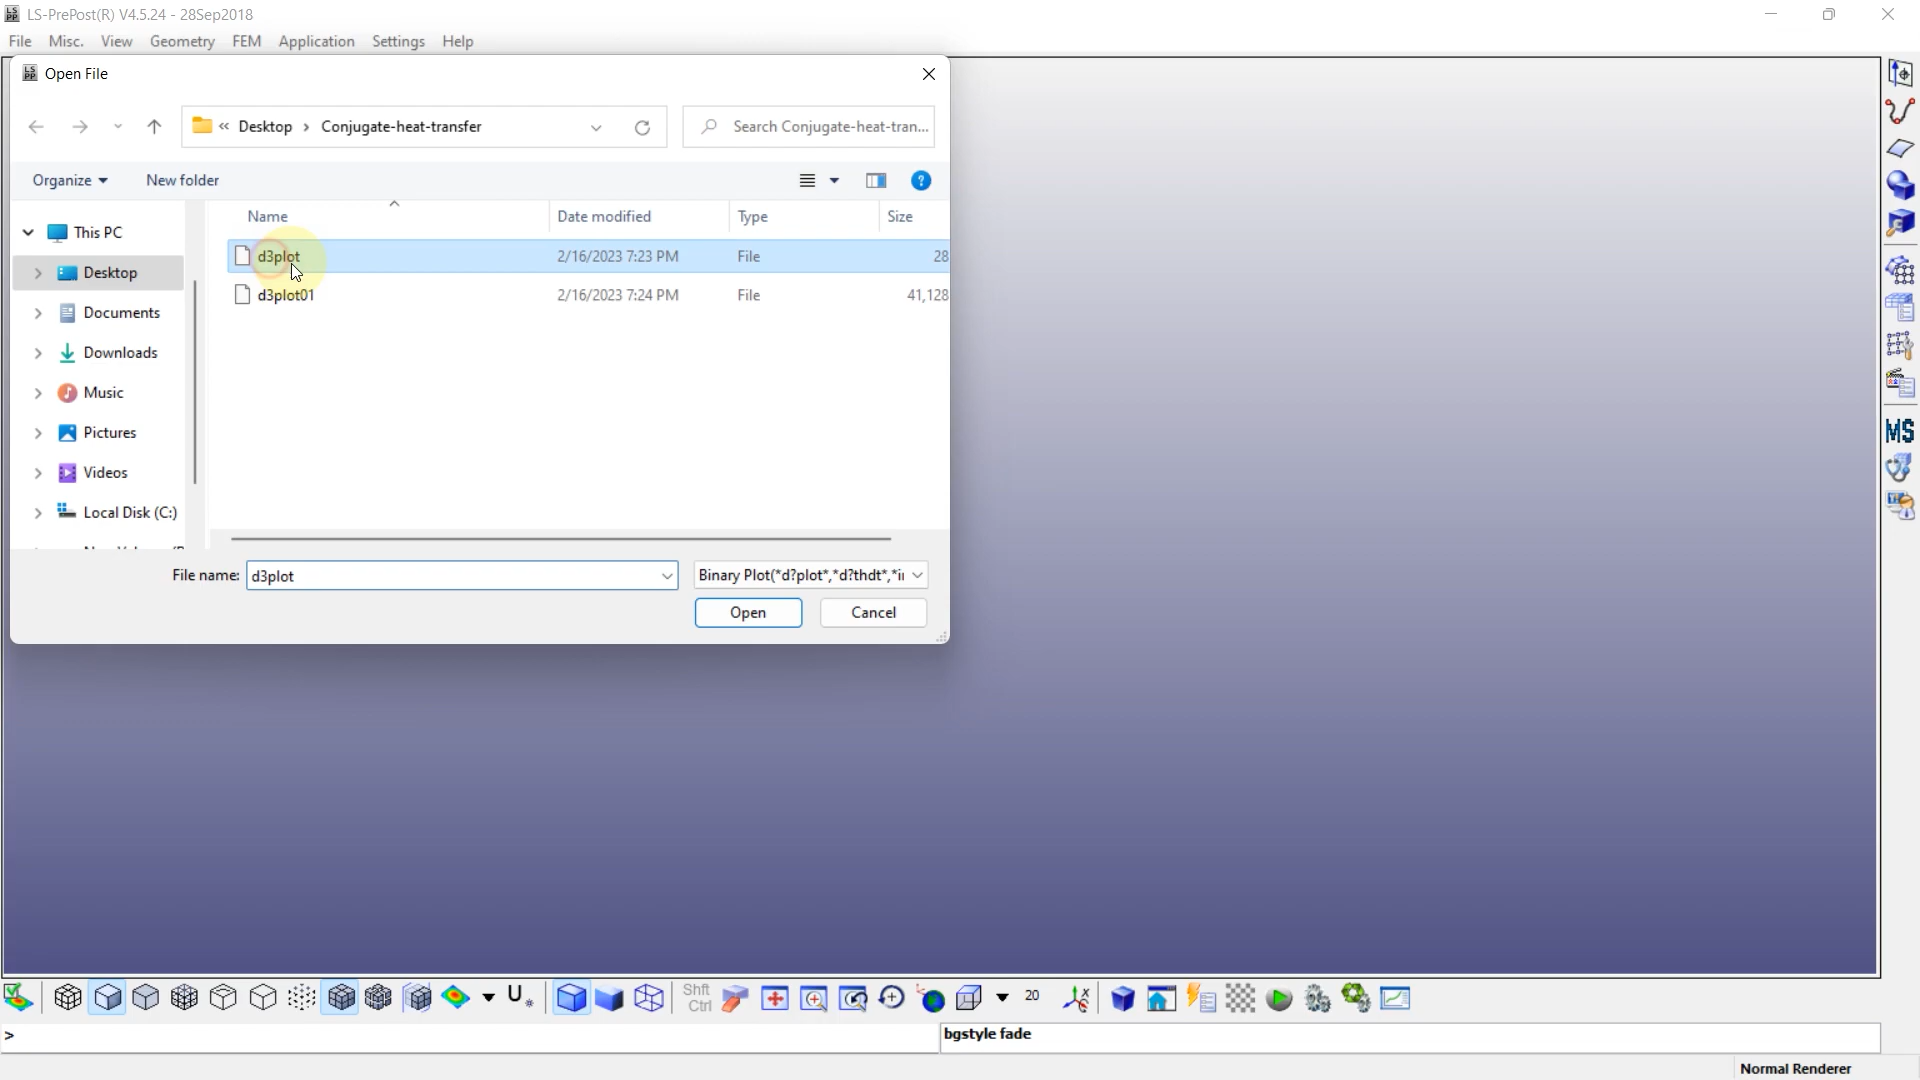 LS-PrePost(R) V4.5.24 - 28Sep2018
File Misc. View Geometry FEM Application Settings Help
Open File
« Desktop > Conjugate-heat-transfer
Search Conjugate-heat-tran...
Organize New folder
Name Date modified Type Size
This PC
d3plot 2/16/2023 7:23 PM File 28
Desktop
d3plot01 2/16/2023 7:24 PM File 41,128
Documents
Downloads
Music
Pictures
Videos
Local Disk (C:)
File name: d3plot Binary Plot(*d?plot*,*d?thdt*,*in
Open Cancel
MS
U
Shft
Ctrl
20
>
bgstyle fade
Normal Renderer